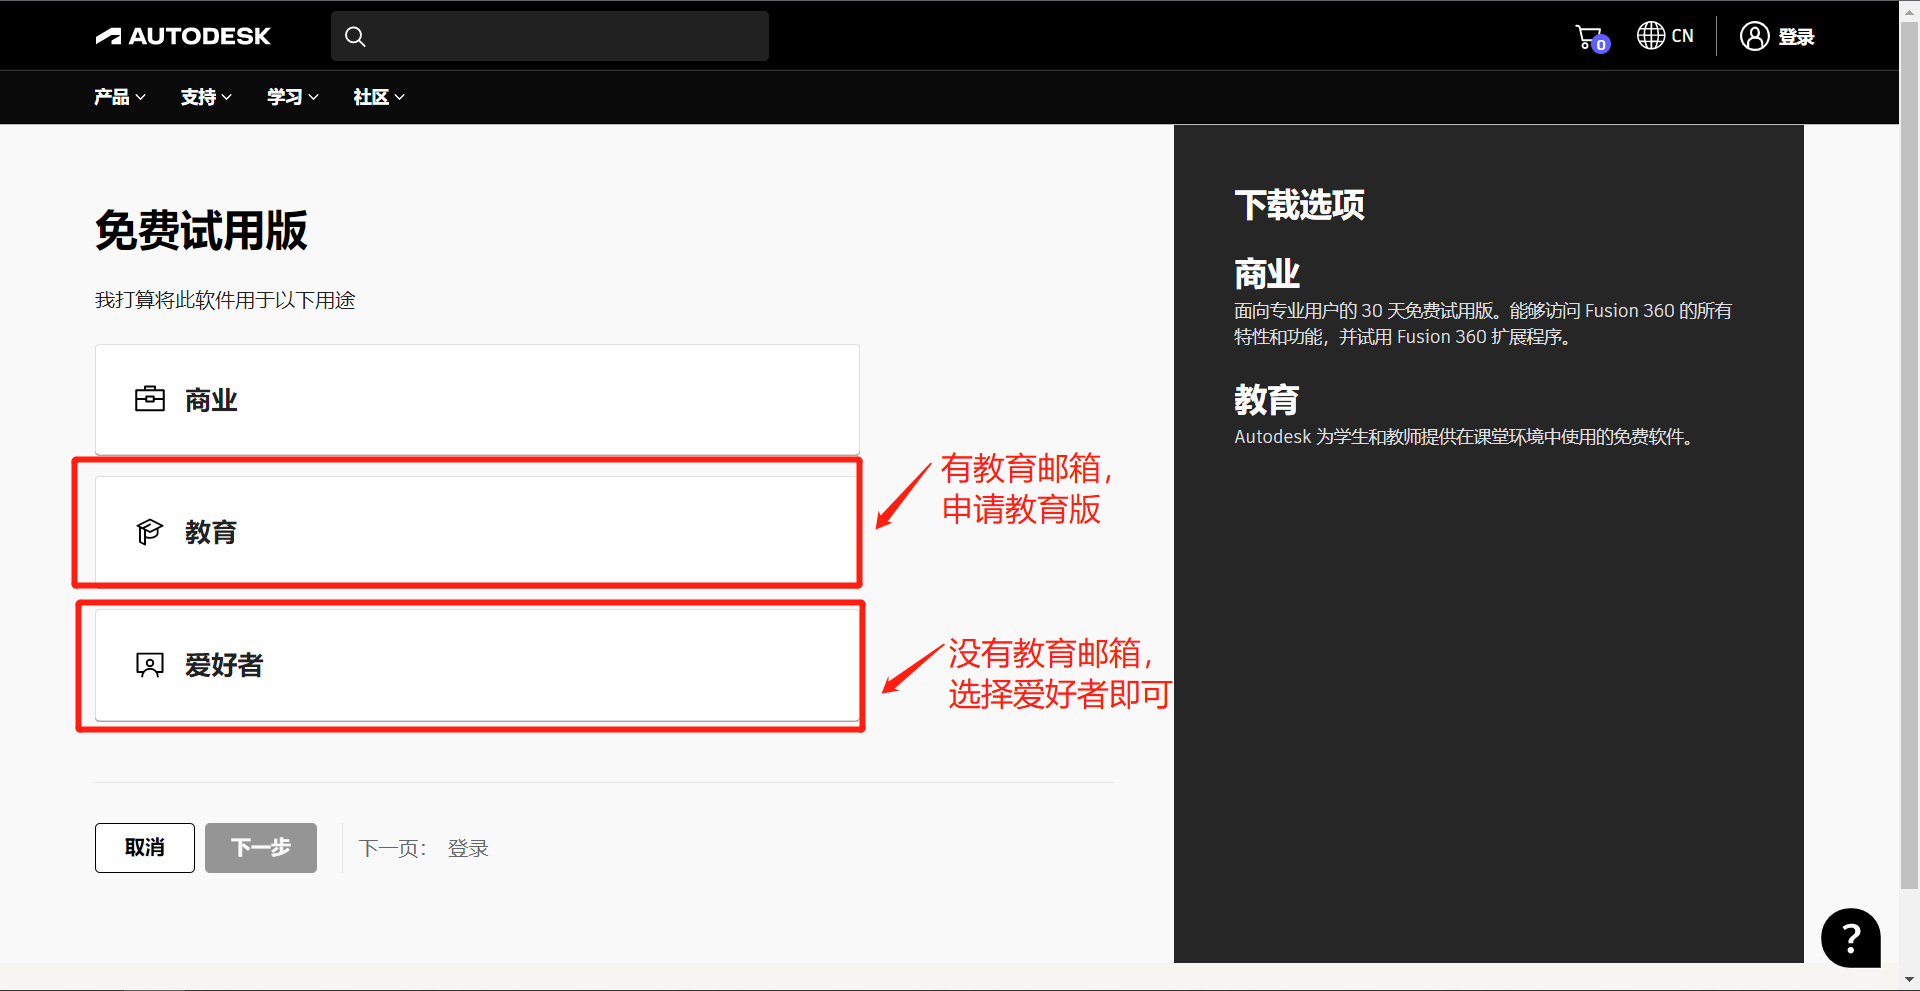 AUTODESK
0
CN
登录
产品
支持
学习
社区
免费试用版
我打算将此软件用于以下用途
商业
教育
爱好者
有教育邮箱，
申请教育版
没有教育邮箱，
选择爱好者即可
取消
下一步
下一页： 登录
下载选项
商业
面向专业用户的 30 天免费试用版。能够访问 Fusion 360 的所有
特性和功能，并试用 Fusion 360 扩展程序。
教育
Autodesk 为学生和教师提供在课堂环境中使用的免费软件。
?